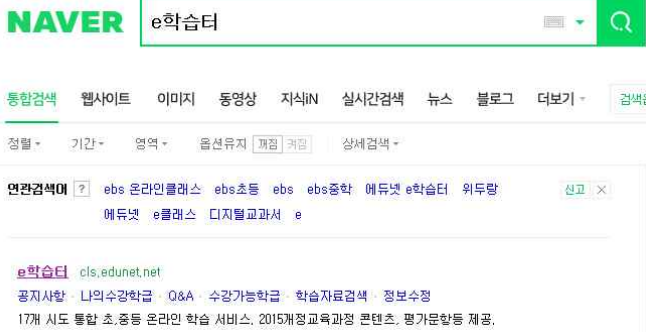 NAVER e학습터
통합검색 웹사이트 이미지 동영상 지식iN 실시간검색 뉴스 블로그 더보기 검색
정렬 기간 영역 옵션유지 꺼짐 켜짐 상세검색
연관검색어 ? ebs 온라인클래스 ebs초등 ebs ebs중학 에듀넷 e학습터 위두랑 신고 X
에듀넷 e클래스 디지털교과서 e
e학습터 cls.edunet.net
공지사항 · 나의수강학급 · Q&A · 수강가능학급 · 학습자료검색 · 정보수정
17개 시도 통합 초,중등 온라인 학습 서비스, 2015개정교육과정 콘텐츠, 평가문항등 제공.